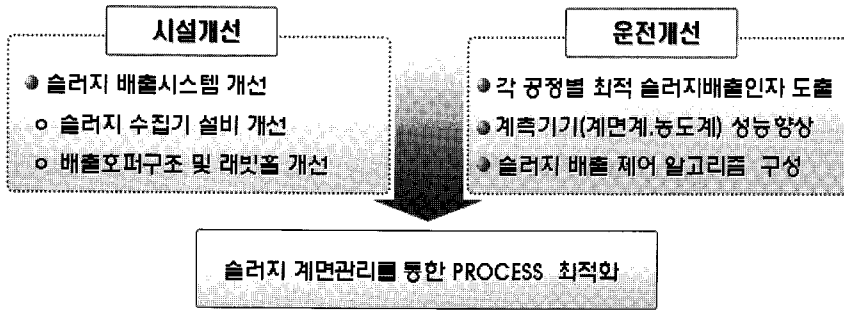 시설개선
슬러지 배출시스템 개선
슬러지 수집기 설비 개선
배출호퍼구조 및 래빗홀 개선
운전개선
각 공정별 최적 슬러지배출인자 도출
계측기기(계면계.농도계) 성능향상
슬러지 배출 제어 알고리즘 구성
슬러지 계면관리를 통한 PROCESS 최적화